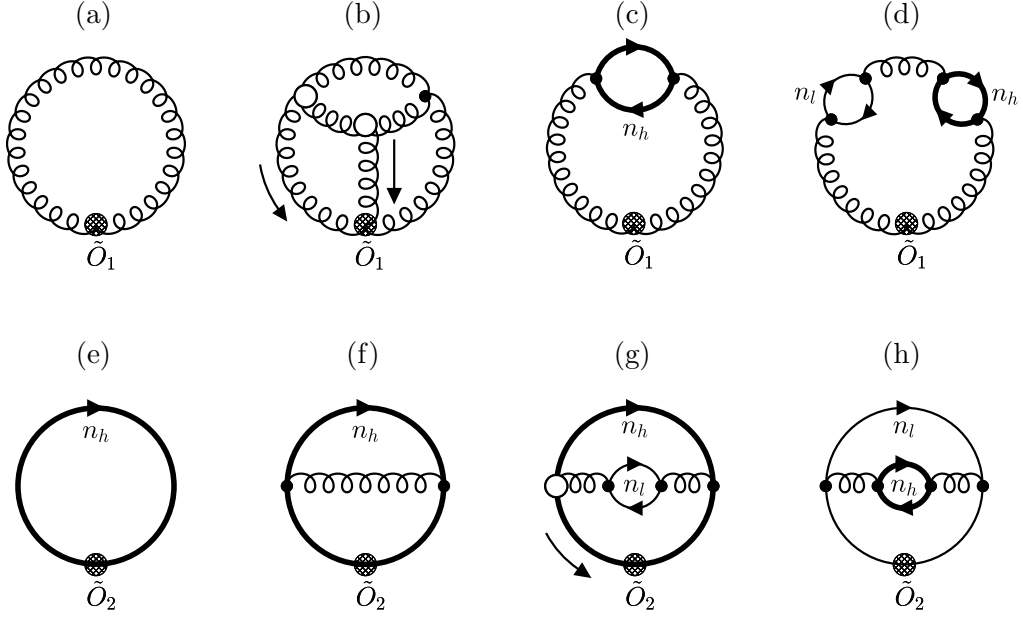 (a) (b) (c) (d)
n_l n_h
n_h
Õ_1 Õ_1 Õ_1 Õ_1
(e) (f) (g) (h)
n_h n_h n_h n_l
n_l n_h
Õ_2 Õ_2 Õ_2 Õ_2